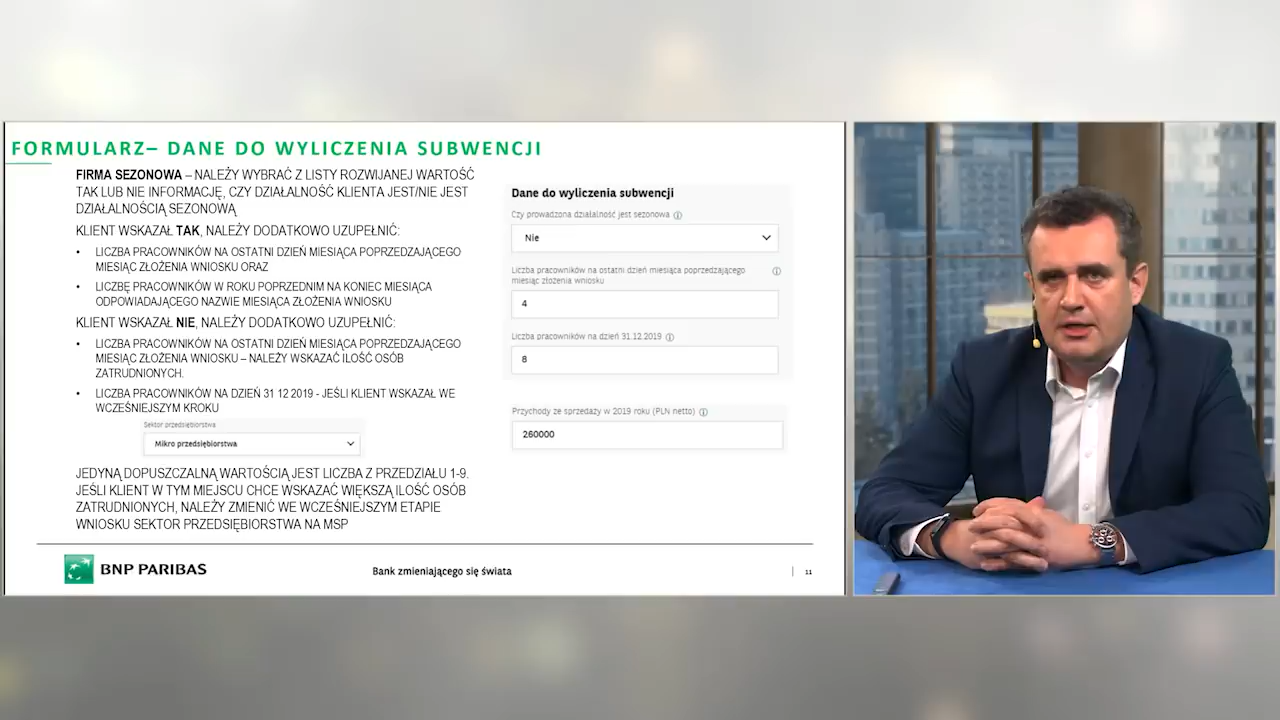 FORMULARZ– DANE DO WYLICZENIA SUBWENCJI
FIRMA SEZONOWA – NALEŻY WYBRAĆ Z LISTY ROZWIJANEJ WARTOŚĆ
TAK LUB NIE INFORMACJĘ, CZY DZIAŁALNOŚĆ KLIENTA JEST/NIE JEST
DZIAŁALNOŚCIĄ SEZONOWĄ
KLIENT WSKAZAŁ TAK, NALEŻY DODATKOWO UZUPEŁNIĆ:
• LICZBA PRACOWNIKÓW NA OSTATNI DZIEŃ MIESIĄCA POPRZEDZAJĄCEGO
MIESIĄC ZŁOŻENIA WNIOSKU ORAZ
• LICZBĘ PRACOWNIKÓW W ROKU POPRZEDNIM NA KONIEC MIESIĄCA
ODPOWIADAJĄCEGO NAZWIE MIESIĄCA ZŁOŻENIA WNIOSKU
KLIENT WSKAZAŁ NIE, NALEŻY DODATKOWO UZUPEŁNIĆ:
• LICZBA PRACOWNIKÓW NA OSTATNI DZIEŃ MIESIĄCA POPRZEDZAJĄCEGO
MIESIĄC ZŁOŻENIA WNIOSKU – NALEŻY WSKAZAĆ ILOŚĆ OSÓB
ZATRUDNIONYCH.
• LICZBA PRACOWNIKÓW NA DZIEŃ 31 12 2019 - JEŚLI KLIENT WSKAZAŁ WE
WCZEŚNIEJSZYM KROKU
Sektor przedsiębiorstwa
Mikro przedsiębiorstwa
JEDYNĄ DOPUSZCZALNĄ WARTOŚCIĄ JEST LICZBA Z PRZEDZIAŁU 1-9.
JEŚLI KLIENT W TYM MIEJSCU CHCE WSKAZAĆ WIĘKSZĄ ILOŚĆ OSÓB
ZATRUDNIONYCH, NALEŻY ZMIENIĆ WE WCZEŚNIEJSZYM ETAPIE
WNIOSKU SEKTOR PRZEDSIĘBIORSTWA NA MSP
Dane do wyliczenia subwencji
Czy prowadzona działalność jest sezonowa
Nie
Liczba pracowników na ostatni dzień miesiąca poprzedzającego
miesiąc złożenia wniosku
4
Liczba pracowników na dzień 31.12.2019
8
Przychody ze sprzedaży w 2019 roku (PLN netto)
260000
BNP PARIBAS
Bank zmieniającego się świata
11